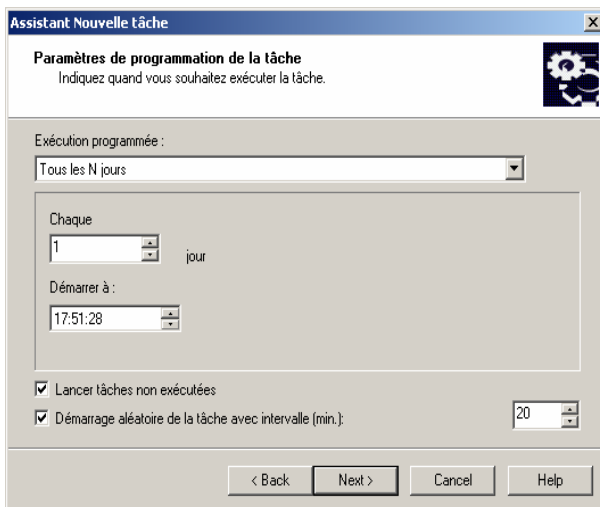 Assistant Nouvelle tâche
Paramètres de programmation de la tâche
Indiquez quand vous souhaitez exécuter la tâche.
Exécution programmée :
Tous les N jours
Chaque
1
jour
Démarrer à :
17:51:28
Lancer tâches non exécutées
Démarrage aléatoire de la tâche avec intervalle (min.): 20
< Back Next > Cancel Help